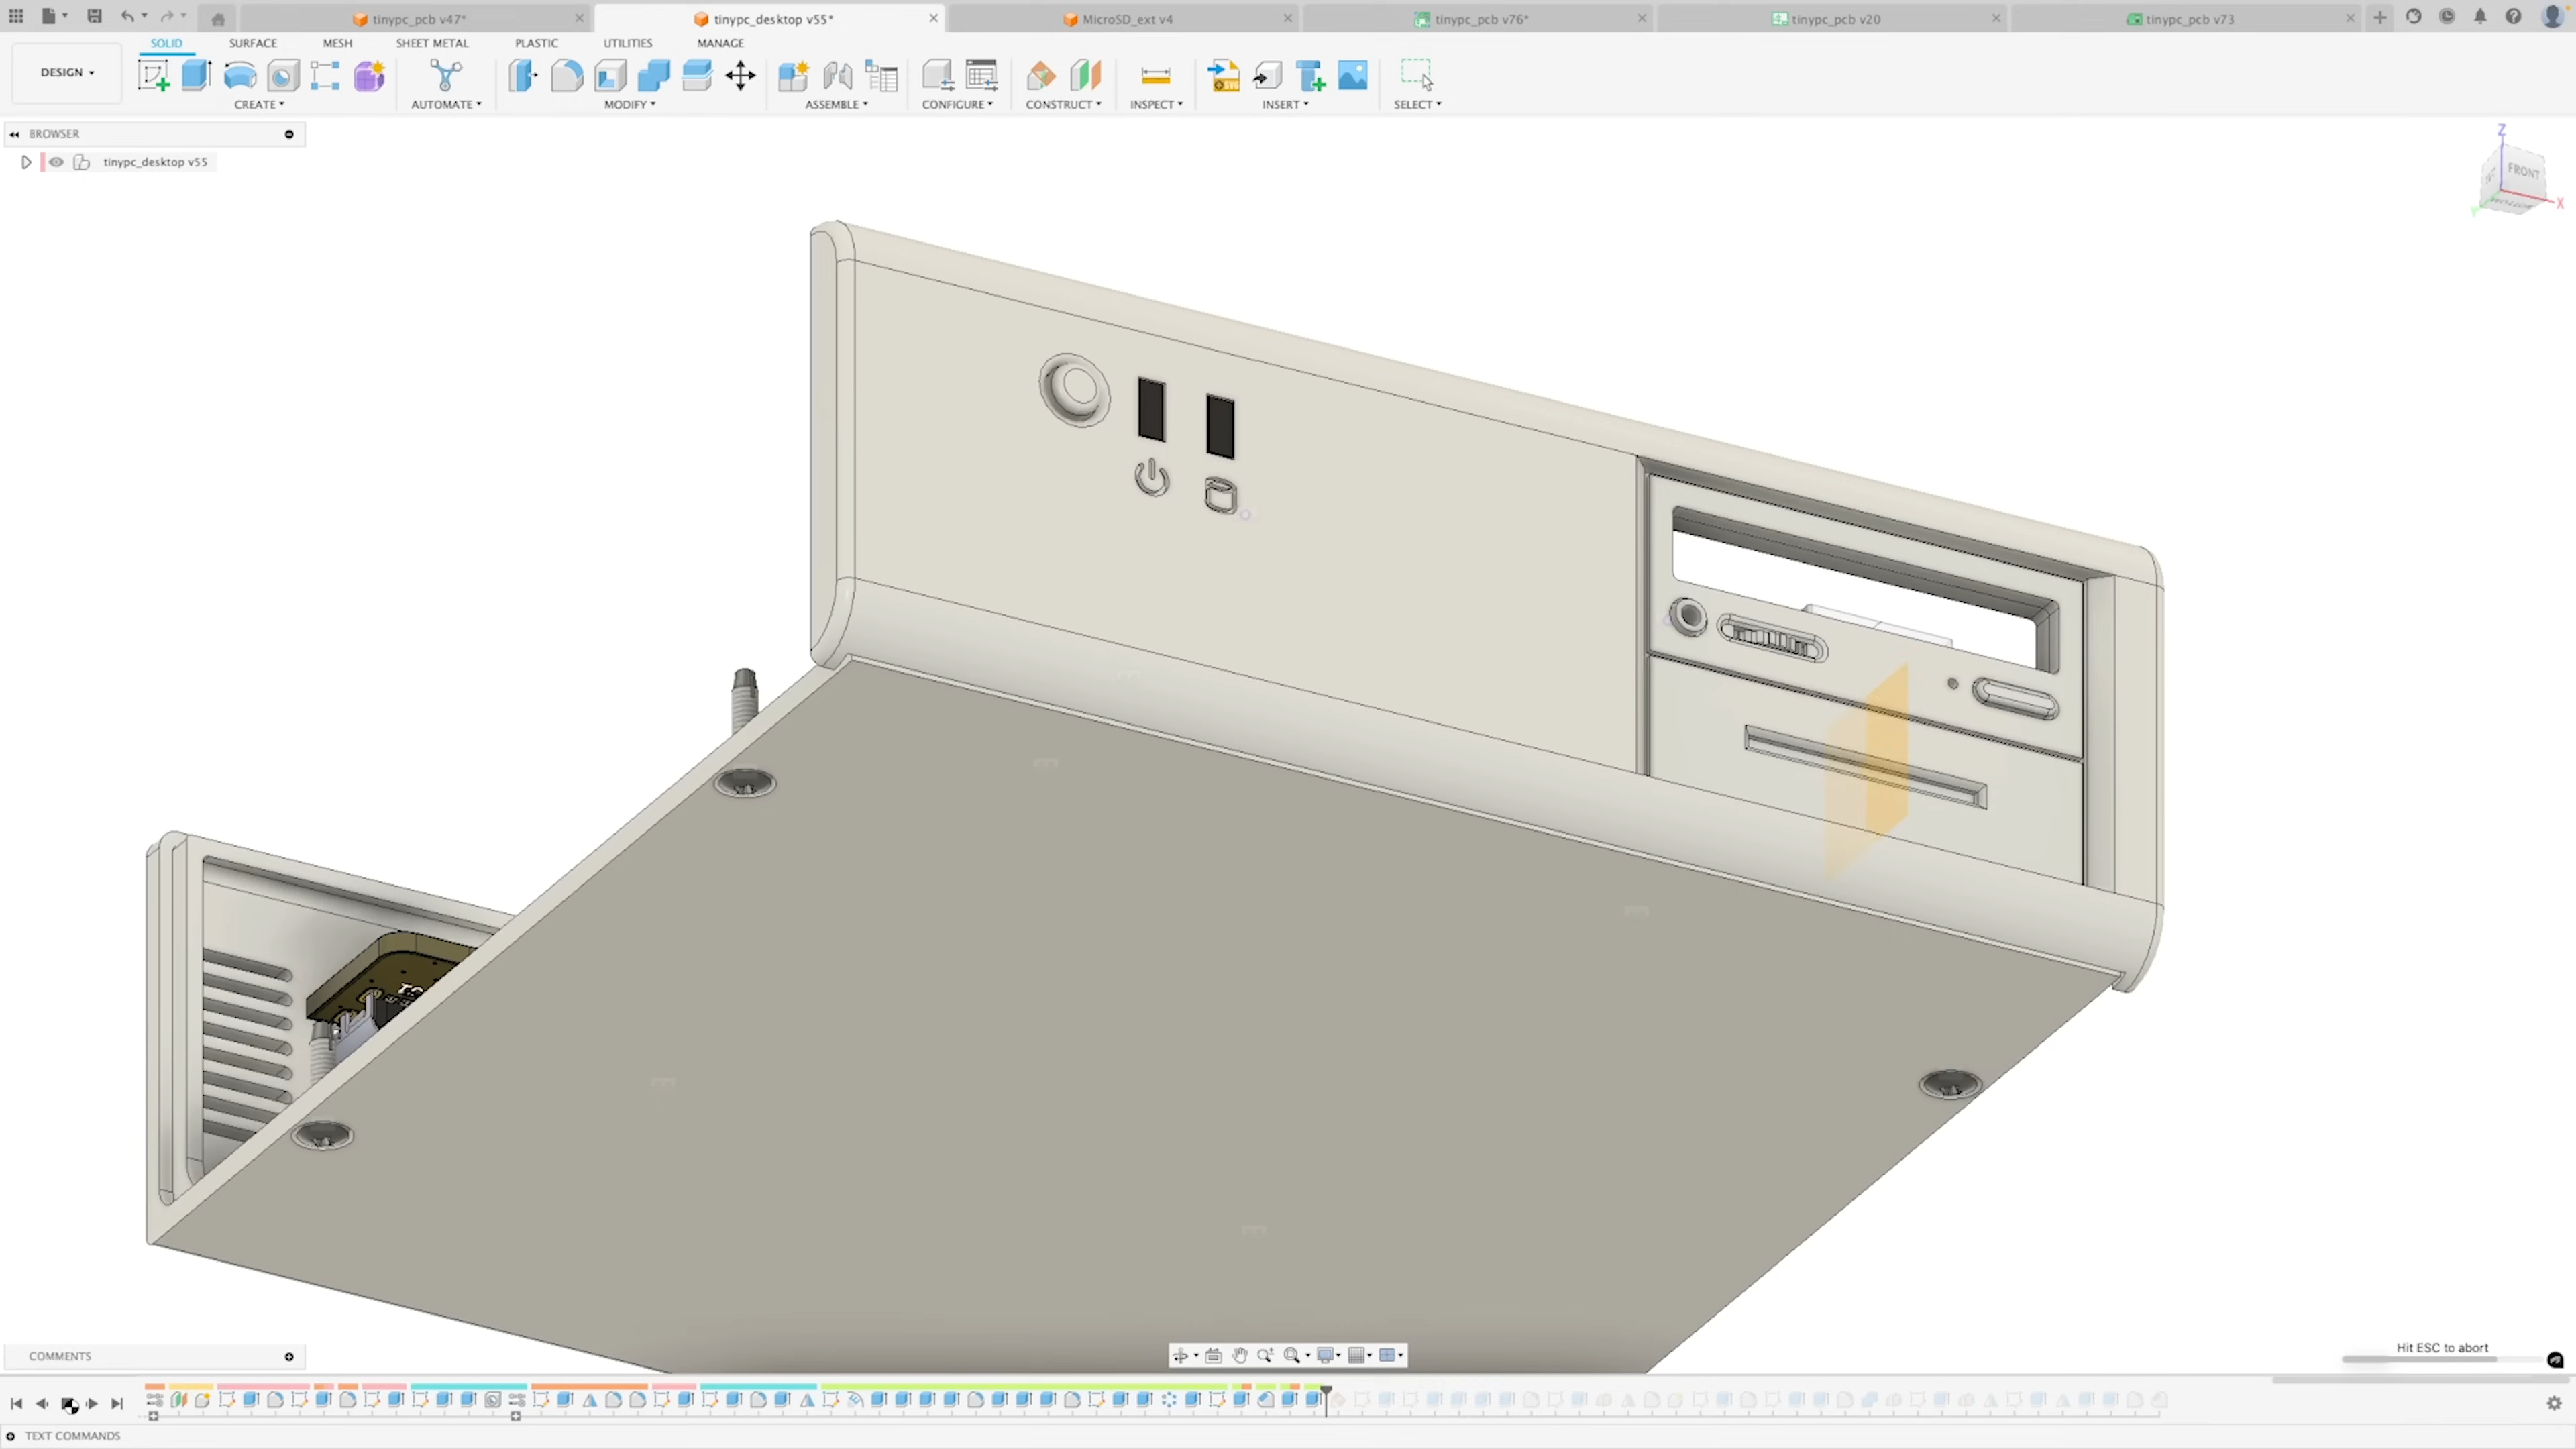 tinypc_pcb v47*
tinypc_desktop v55*
MicroSD_ext v4
tinypc_pcb v76*
tinypc_pcb v20
tinypc_pcb v73
SOLID
SURFACE
MESH
SHEET METAL
PLASTIC
UTILITIES
MANAGE
DESIGN
CREATE
AUTOMATE
MODIFY
ASSEMBLE
CONFIGURE
CONSTRUCT
INSPECT
INSERT
SELECT
BROWSER
tinypc_desktop v55
Z
FRONT
BOTTOM
X
Y
COMMENTS
Hit ESC to abort
TEXT COMMANDS